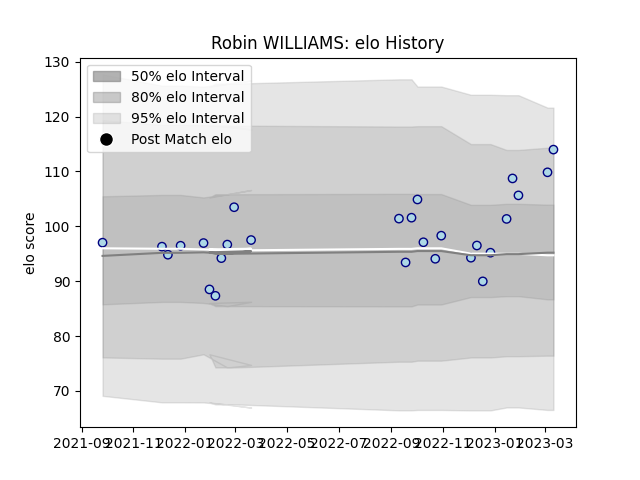 Robin WILLIAMS: elo History
50% elo Interval
80% elo Interval
95% elo Interval
Post Match elo
elo score
130
120
110
100
90
80
70
2021-09 2021-11 2022-01 2022-03 2022-05 2022-07 2022-09 2022-11 2023-01 2023-03